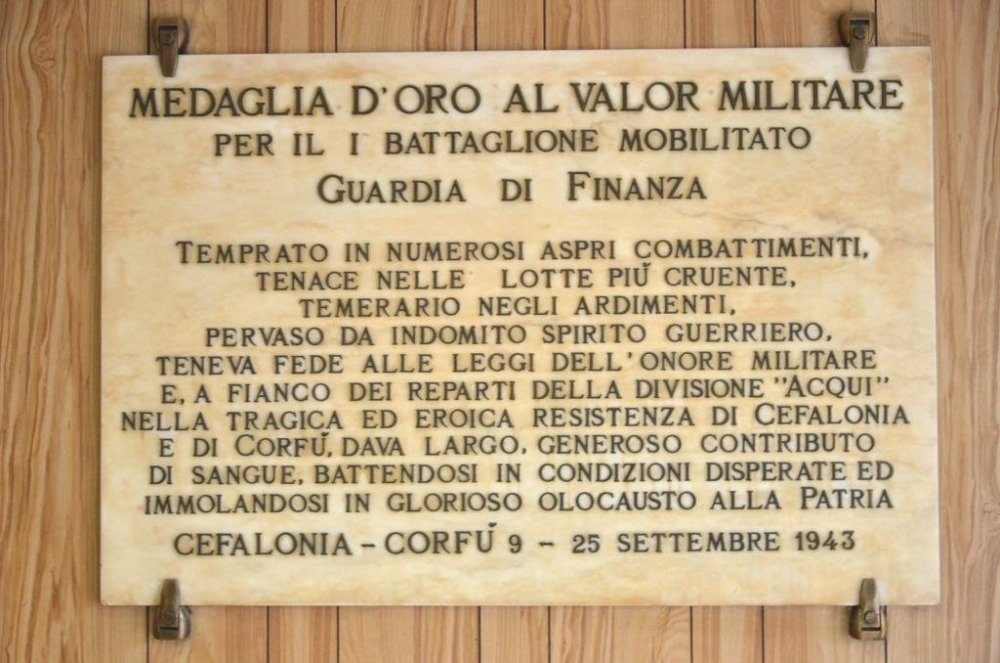 MEDAGLIA D'ORO AL VALOR MILITARE
PER IL I° BATTAGLIONE MOBILITATO
GUARDIA DI FINANZA
TEMPRATO IN NUMEROSI ASPRI COMBATTIMENTI,
TENACE NELLE LOTTE PIÙ CRUENTE,
TEMERARIO NEGLI ARDIMENTI,
PERVASO DA INDOMITO SPIRITO GUERRIERO,
TENEVA FEDE ALLE LEGGI DELL'ONORE MILITARE
E, A FIANCO DEI REPARTI DELLA DIVISIONE "ACQUI"
NELLA TRAGICA ED EROICA RESISTENZA DI CEFALONIA
E DI CORFÙ, DAVA LARGO, GENEROSO CONTRIBUTO
DI SANGUE, BATTENDOSI IN CONDIZIONI DISPERATE ED
IMMOLANDOSI IN GLORIOSO OLOCAUSTO ALLA PATRIA
CEFALONIA - CORFÙ 9 - 25 SETTEMBRE 1943